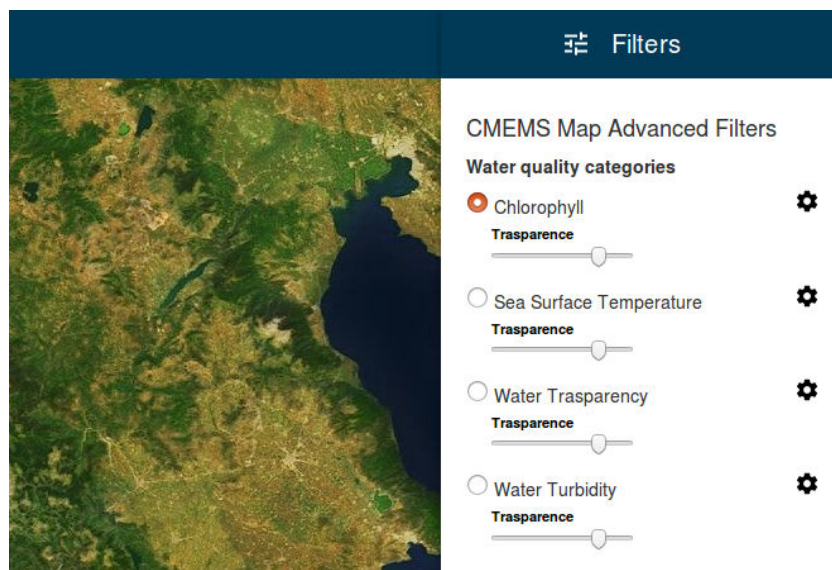 Filters
CMEMS Map Advanced Filters
Water quality categories
Chlorophyll
Trasparence
Sea Surface Temperature
Trasparence
Water Trasparency
Trasparence
Water Turbidity
Trasparence